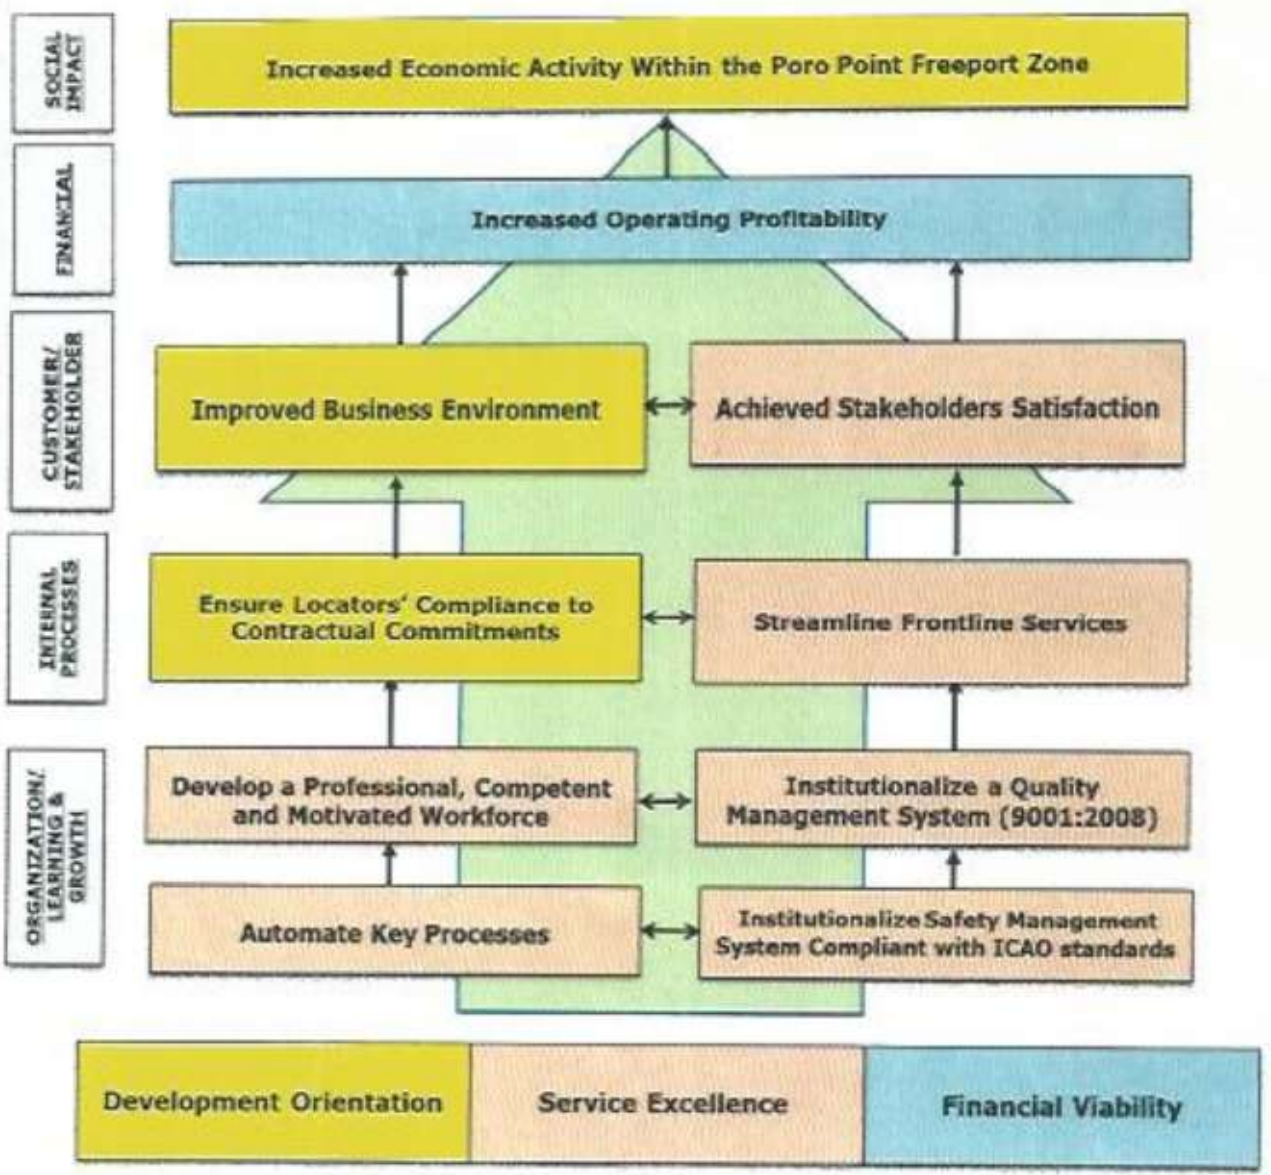 SOCIAL
IMPACT
Increased Economic Activity Within the Poro Point Freeport Zone
FINANCIAL
Increased Operating Profitability
CUSTOMER/
STAKEHOLDER
Improved Business Environment
Achieved Stakeholders Satisfaction
INTERNAL
PROCESSES
Ensure Locators' Compliance to
Contractual Commitments
Streamline Frontline Services
ORGANIZATION/
LEARNING &
GROWTH
Develop a Professional, Competent
and Motivated Workforce
Institutionalize a Quality
Management System (9001:2008)
Automate Key Processes
Institutionalize Safety Management
System Compliant with ICAO standards
Development Orientation
Service Excellence
Financial Viability